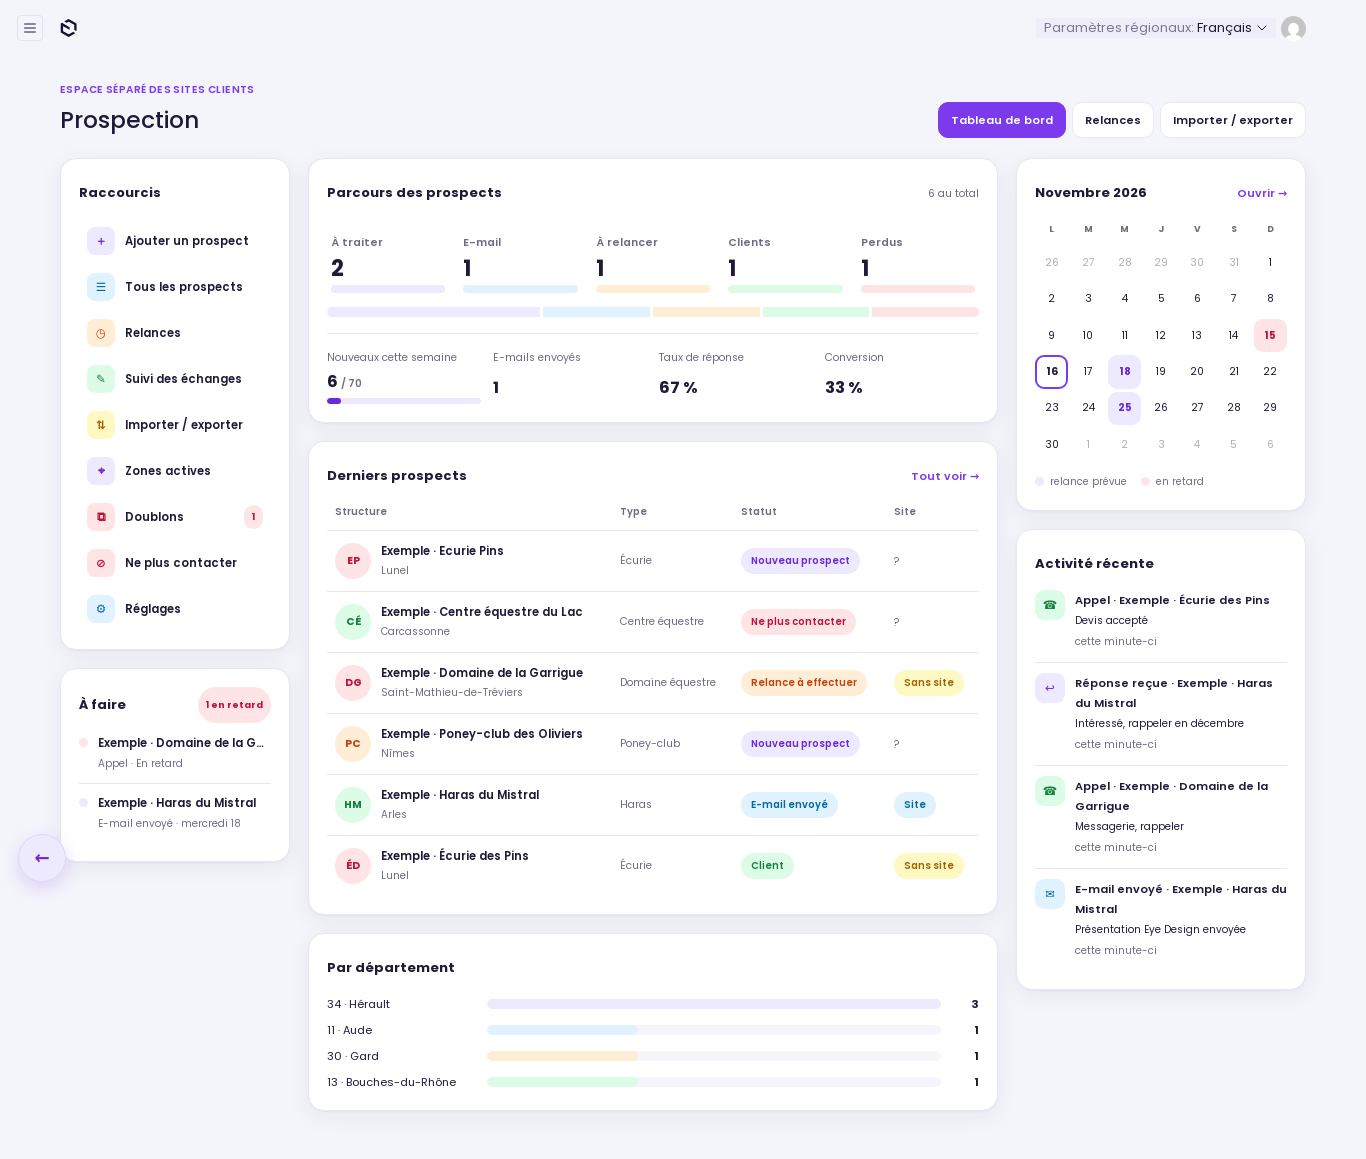 Paramètres régionaux: Français
ESPACE SÉPARÉ DES SITES CLIENTS
Prospection
Tableau de bord
Relances
Importer / exporter
Raccourcis
Ajouter un prospect
Tous les prospects
Relances
Suivi des échanges
Importer / exporter
Zones actives
Doublons 1
Ne plus contacter
Réglages
À faire 1 en retard
Exemple · Domaine de la G...
Appel · En retard
Exemple · Haras du Mistral
E-mail envoyé · mercredi 18
Parcours des prospects 6 au total
À traiter E-mail À relancer Clients Perdus
2 1 1 1 1
Nouveaux cette semaine E-mails envoyés Taux de réponse Conversion
6 / 70 1 67 % 33 %
Derniers prospects Tout voir →
Structure Type Statut Site
EP Exemple · Ecurie Pins Écurie Nouveau prospect ?
Lunel
CÉ Exemple · Centre équestre du Lac Centre équestre Ne plus contacter ?
Carcassonne
DG Exemple · Domaine de la Garrigue Domaine équestre Relance à effectuer Sans site
Saint-Mathieu-de-Tréviers
PC Exemple · Poney-club des Oliviers Poney-club Nouveau prospect ?
Nîmes
HM Exemple · Haras du Mistral Haras E-mail envoyé Site
Arles
ÉD Exemple · Écurie des Pins Écurie Client Sans site
Lunel
Par département
34 · Hérault 3
11 · Aude 1
30 · Gard 1
13 · Bouches-du-Rhône 1
Novembre 2026 Ouvrir →
L M M J V S D
26 27 28 29 30 31 1
2 3 4 5 6 7 8
9 10 11 12 13 14 15
16 17 18 19 20 21 22
23 24 25 26 27 28 29
30 1 2 3 4 5 6
relance prévue en retard
Activité récente
Appel · Exemple · Écurie des Pins
Devis accepté
cette minute-ci
Réponse reçue · Exemple · Haras
du Mistral
Intéressé, rappeler en décembre
cette minute-ci
Appel · Exemple · Domaine de la
Garrigue
Messagerie, rappeler
cette minute-ci
E-mail envoyé · Exemple · Haras du
Mistral
Présentation Eye Design envoyée
cette minute-ci